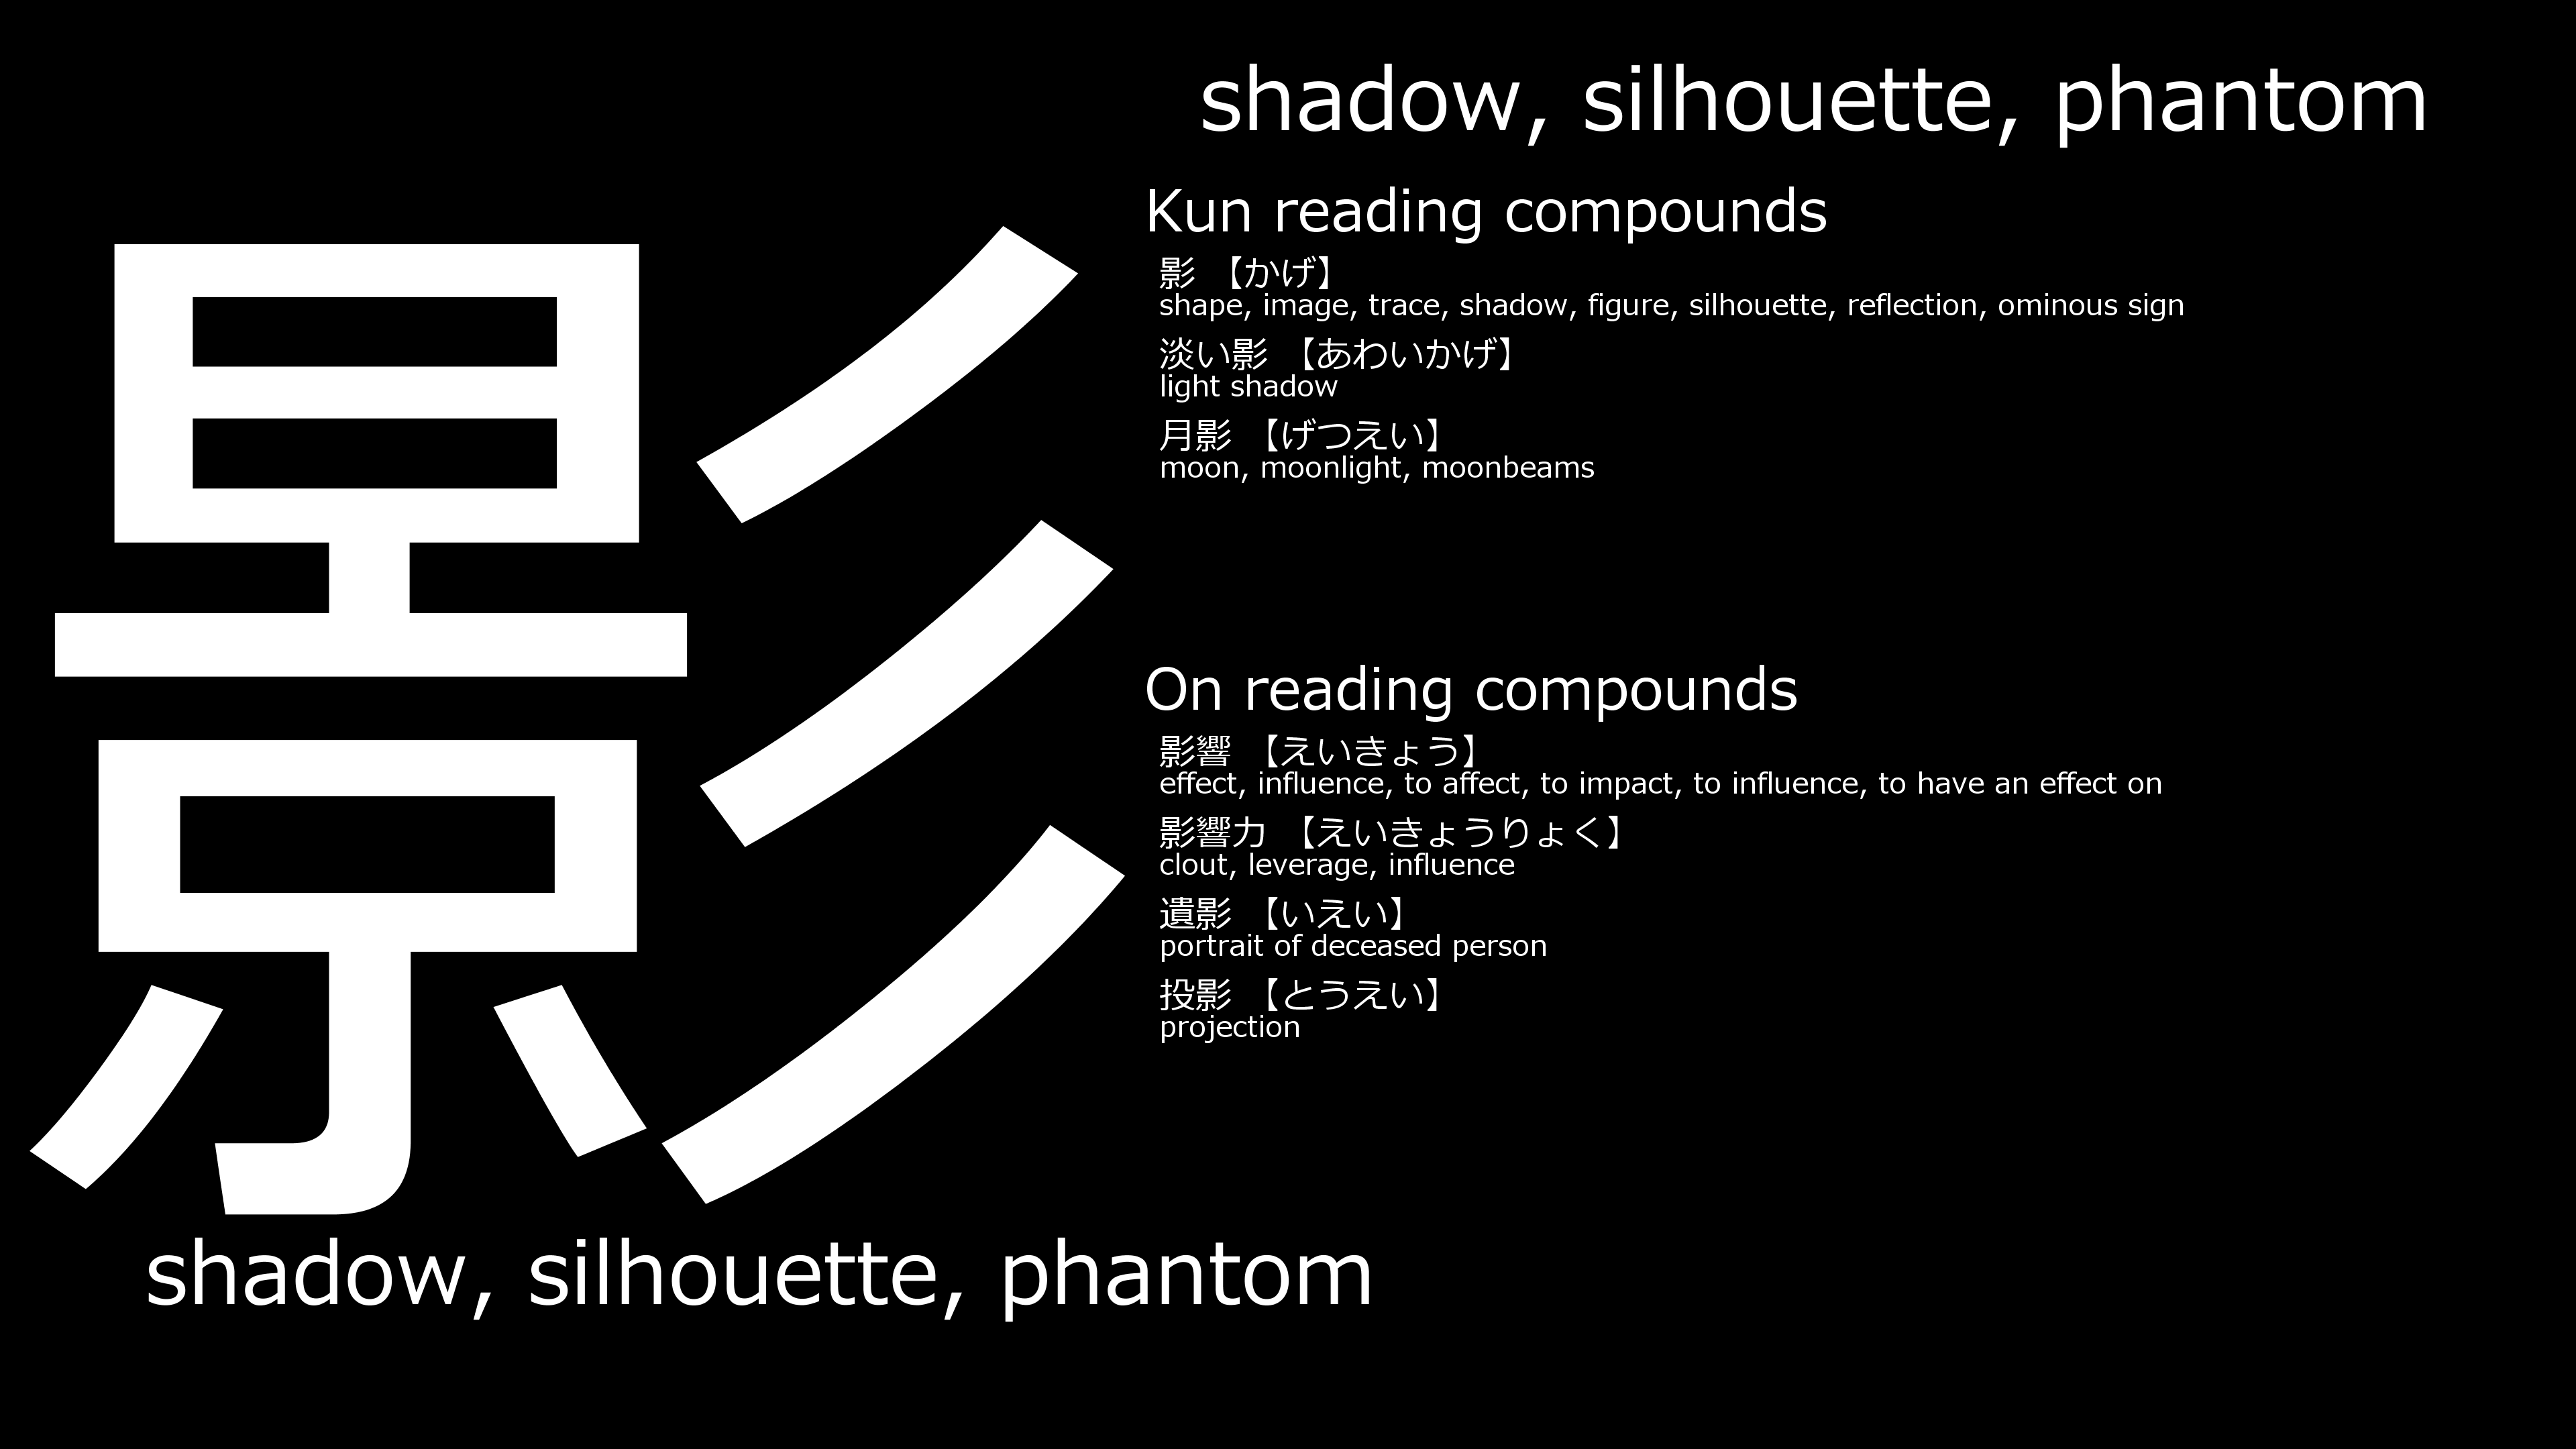 影
shadow, silhouette, phantom
shadow, silhouette, phantom
Kun reading compounds
影 【かげ】
shape, image, trace, shadow, figure, silhouette, reflection, ominous sign
淡い影 【あわいかげ】
light shadow
月影 【げつえい】
moon, moonlight, moonbeams
On reading compounds
影響 【えいきょう】
effect, influence, to affect, to impact, to influence, to have an effect on
影響力 【えいきょうりょく】
clout, leverage, influence
遺影 【いえい】
portrait of deceased person
投影 【とうえい】
projection